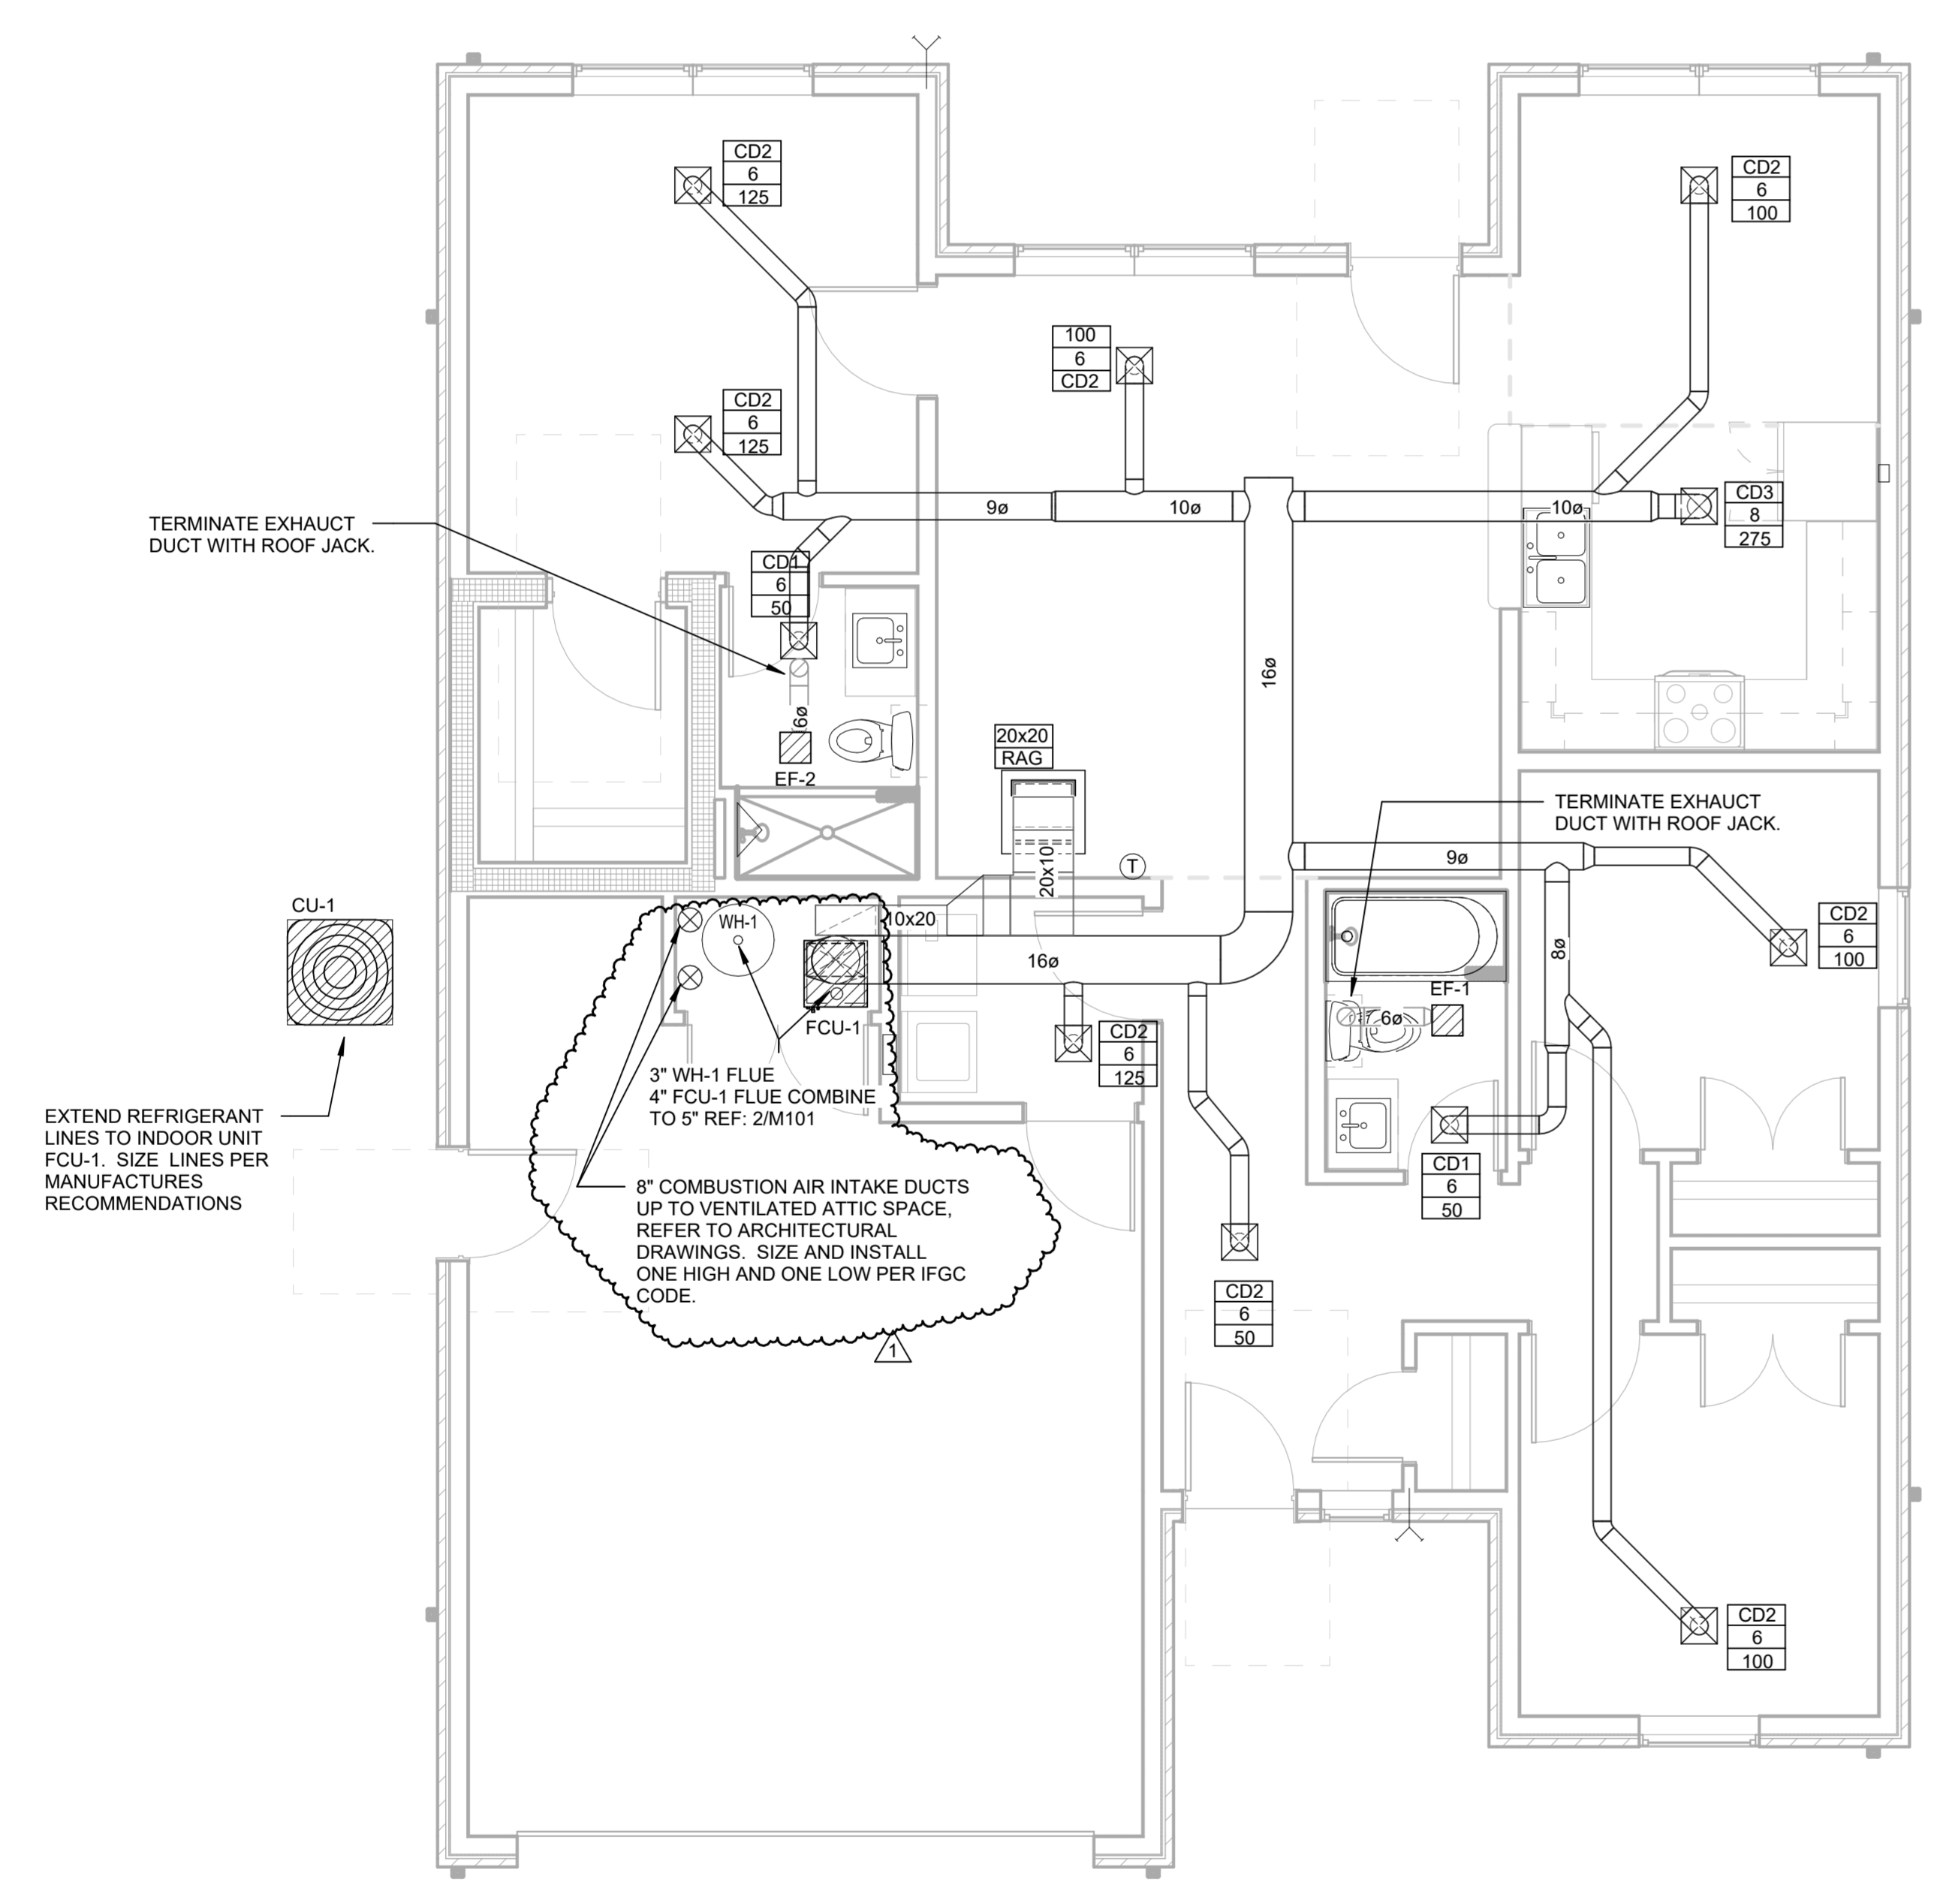 CD2
6
125
CD2
6
100
100
6
CD2
CD2
6
125
9ø
10ø
10ø
CD3
8
275
TERMINATE EXHAUCT
DUCT WITH ROOF JACK.
CD1
6
50
16ø
6ø
EF-2
20x20
RAG
TERMINATE EXHAUCT
DUCT WITH ROOF JACK.
T
20x10
9ø
CU-1
WH-1
10x20
16ø
8ø
CD2
6
100
EF-1
6ø
FCU-1
CD2
6
125
3" WH-1 FLUE
4" FCU-1 FLUE COMBINE
TO 5" REF: 2/M101
EXTEND REFRIGERANT
LINES TO INDOOR UNIT
FCU-1.  SIZE  LINES PER
MANUFACTURES
RECOMMENDATIONS
8" COMBUSTION AIR INTAKE DUCTS
UP TO VENTILATED ATTIC SPACE,
REFER TO ARCHITECTURAL
DRAWINGS.  SIZE AND INSTALL
ONE HIGH AND ONE LOW PER IFGC
CODE.
CD1
6
50
CD2
6
50
1
CD2
6
100